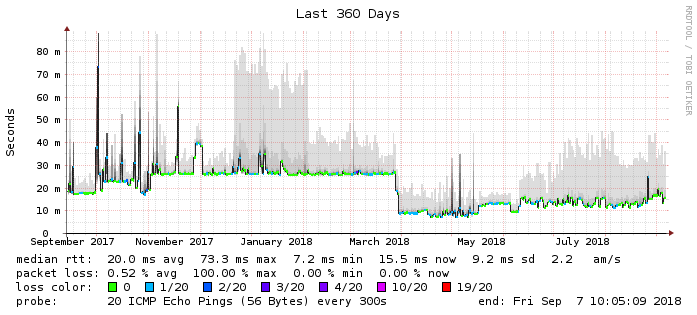 Last 360 Days
RRDTOOL / TOBI OETIKER
Seconds
80 m
70 m
60 m
50 m
40 m
30 m
20 m
10 m
0
September 2017 November 2017 January 2018 March 2018 May 2018 July 2018
median rtt: 20.0 ms avg 73.3 ms max 7.2 ms min 15.5 ms now 9.2 ms sd 2.2 am/s
packet loss: 0.52 % avg 100.00 % max 0.00 % min 0.00 % now
loss color: 0 1/20 2/20 3/20 4/20 10/20 19/20
probe: 20 ICMP Echo Pings (56 Bytes) every 300s end: Fri Sep 7 10:05:09 2018